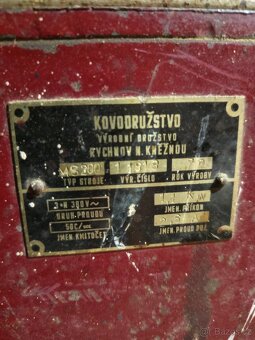 KOVODRUŽSTVO
VÝROBNÍ DRUŽSTVO
RYCHNOV N. KNĚŽNOU
TYP STROJE VÝR. ČÍSLO ROK VÝROBY
3+N 380V~
DRUH PROUDU JMEN. PŘÍKON
50C/
JMEN. KMITOČET JMEN. PROUD POJ.